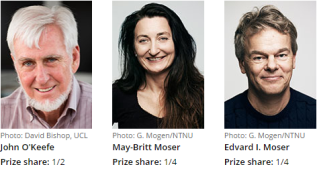 Photo: David Bishop, UCL
John O'Keefe
Prize share: 1/2
Photo: G. Mogen/NTNU
May-Britt Moser
Prize share: 1/4
Photo: G. Mogen/NTNU
Edvard I. Moser
Prize share: 1/4